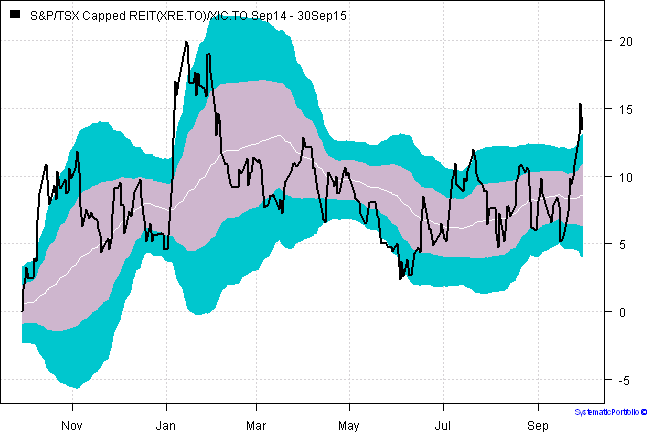 S&P/TSX Capped REIT(XRE.TO)/XIC.TO Sep14 - 30Sep15
20
15
10
5
0
-5
Nov Jan Mar May Jul Sep
SystematicPortfolio ©